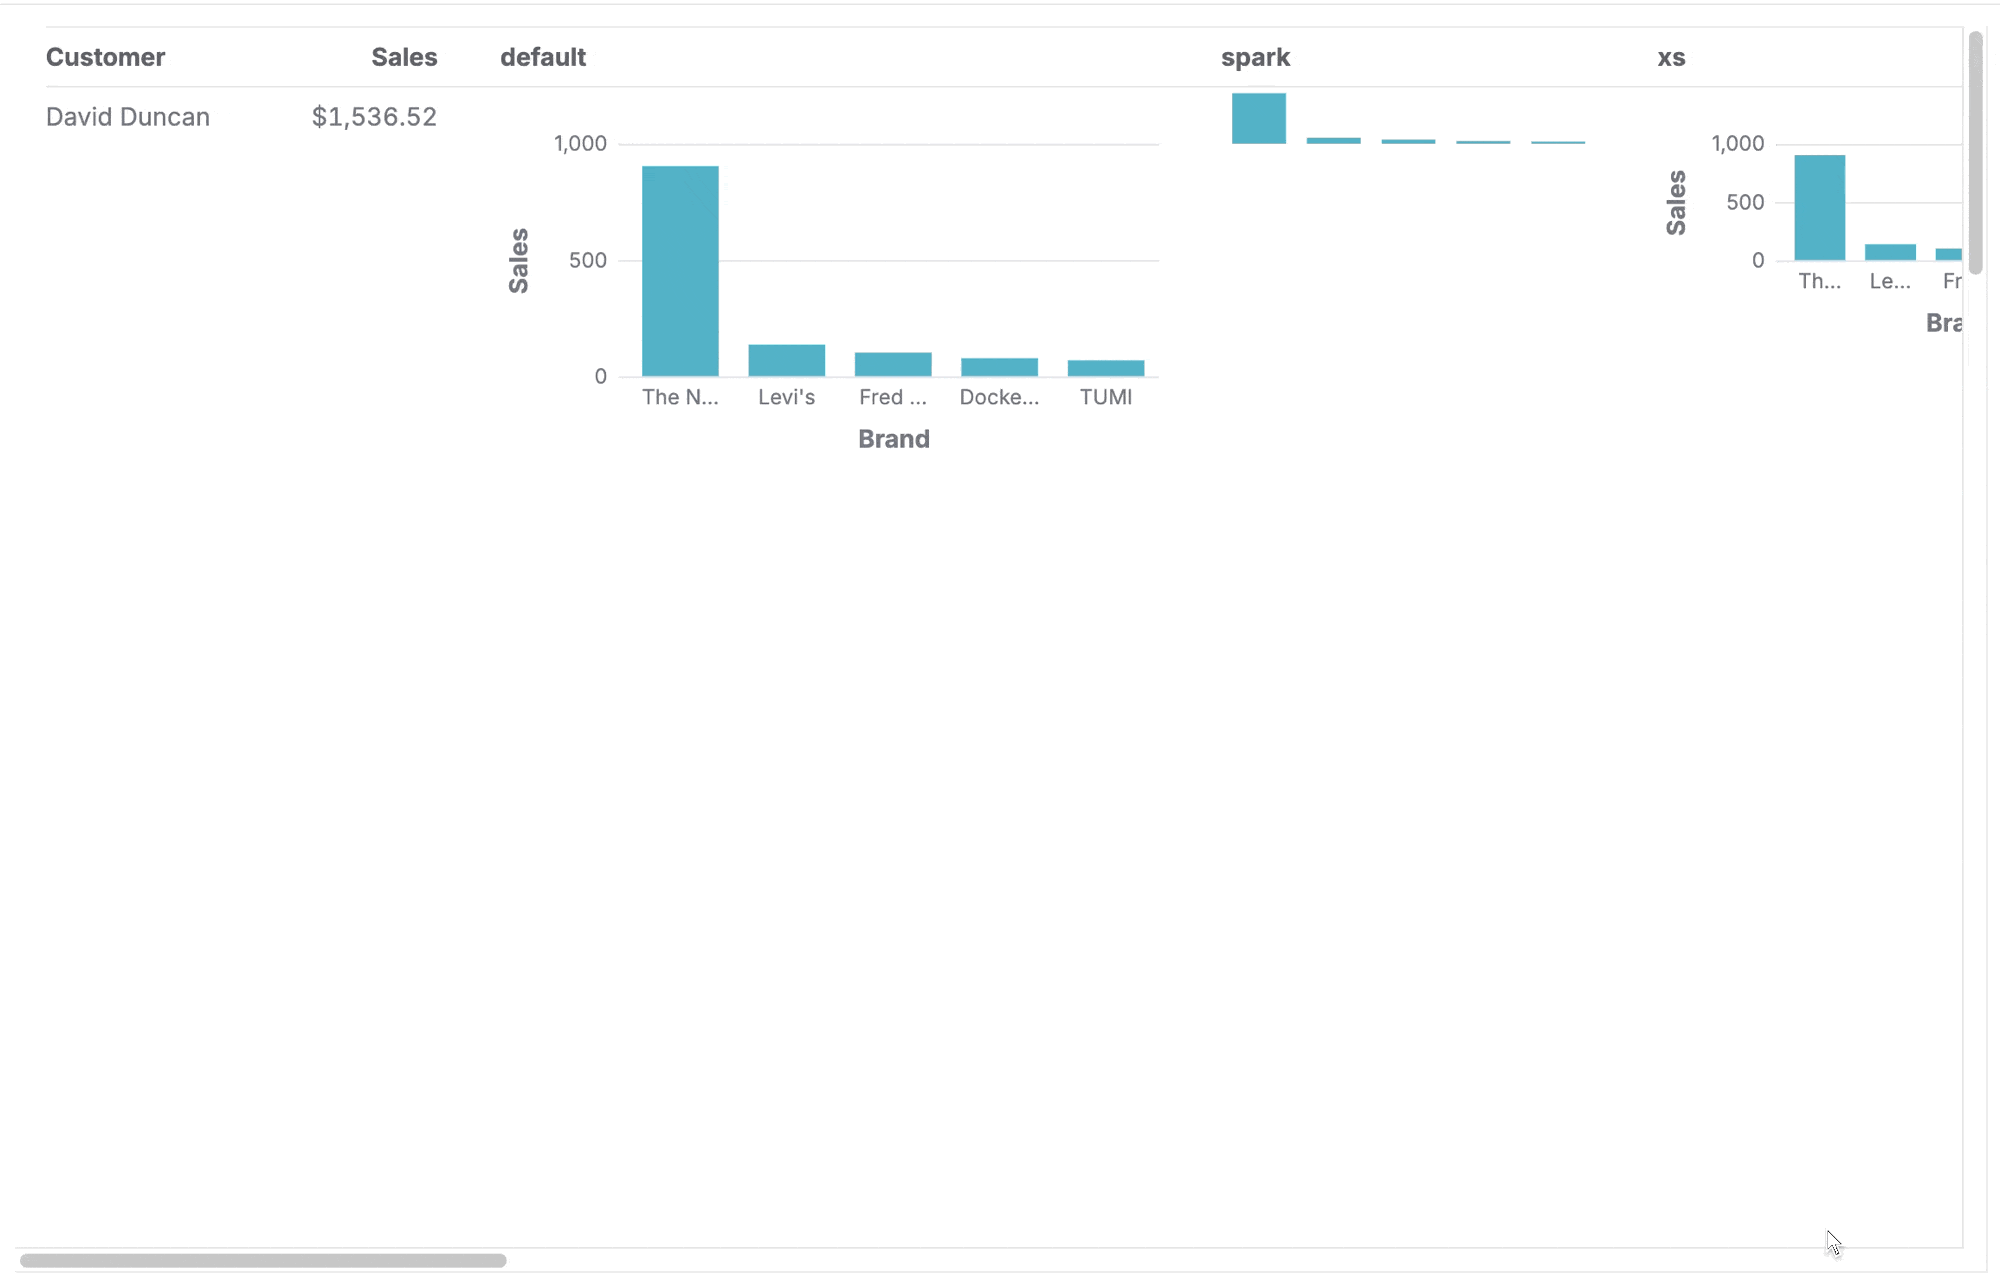 Customer Sales default spark xs
David Duncan $1,536.52
1,000
500
0
Sales
The N... Levi's Fred ... Docke... TUMI
Brand
1,000
500
0
Sales
Th... Le... Fr
Bra